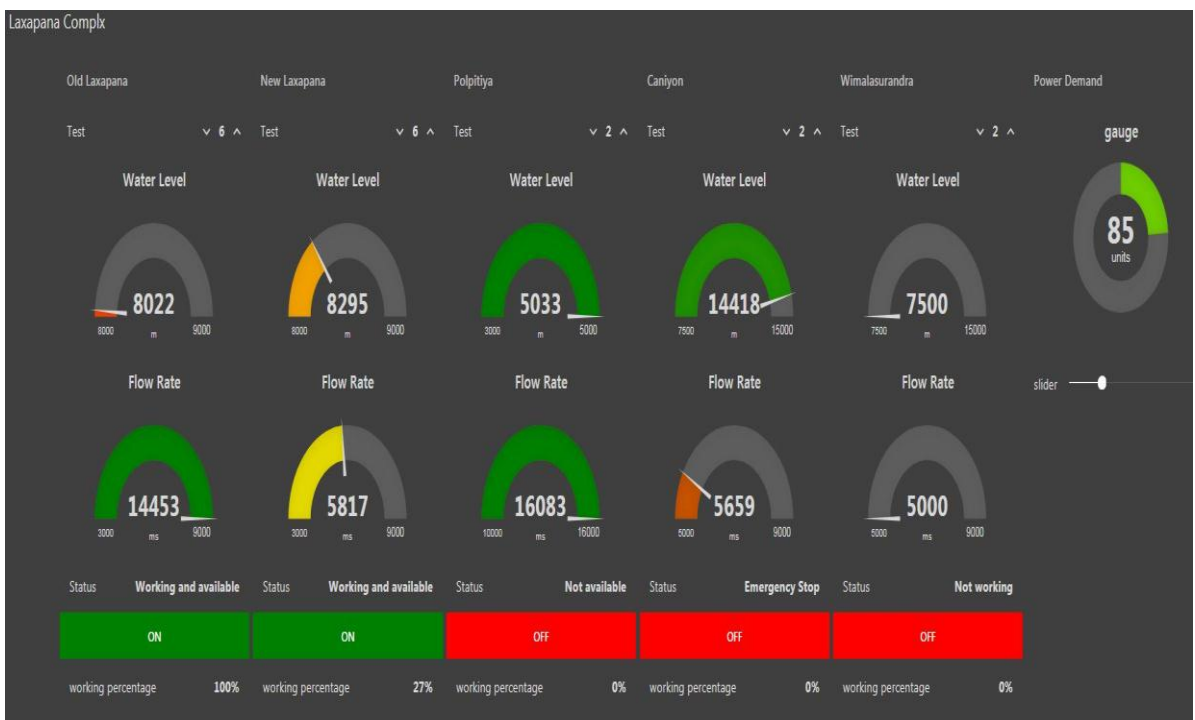 Laxapana Complx
Old Laxapana New Laxapana Polpitiya Caniyon Wimalasurandra Power Demand
Test 6 Test 6 Test 2 Test 2 Test 2
gauge
Water Level Water Level Water Level Water Level Water Level
85
units
8022 8295 5033 14418 7500
8000 m 9000 8000 m 9000 3000 m 5000 7500 m 15000 7500 m 15000
Flow Rate Flow Rate Flow Rate Flow Rate Flow Rate
slider
14453 5817 16083 5659 5000
3000 ms 9000 3000 ms 9000 10000 ms 16000 5000 ms 9000 5000 ms 9000
Status Working and available Status Working and available Status Not available Status Emergency Stop Status Not working
ON ON OFF OFF OFF
working percentage 100% working percentage 27% working percentage 0% working percentage 0% working percentage 0%